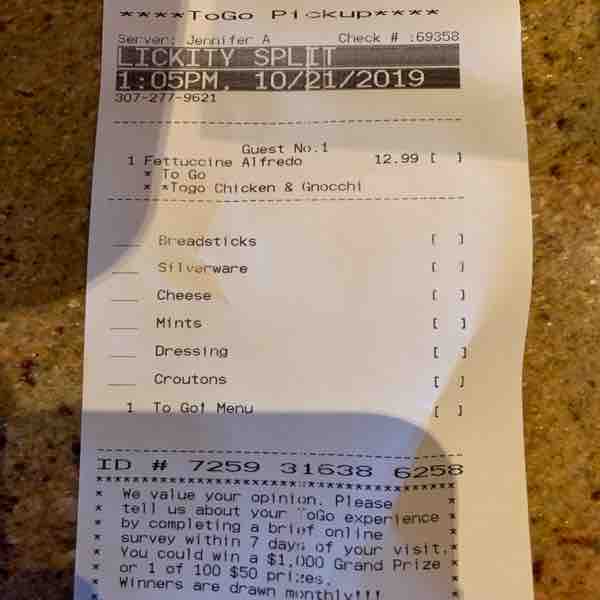 ****ToGo Pickup****
Server: Jennifer A Check # :69358
LICKITY SPLIT
1:05PM, 10/21/2019
307-277-9621
Guest No.1
1 Fettuccine Alfredo 12.99 [ ]
* To Go
* *Togo Chicken & Gnocchi
___ Breadsticks [ ]
___ Silverware [ ]
___ Cheese [ ]
___ Mints [ ]
___ Dressing [ ]
___ Croutons [ ]
1 To Go! Menu [ ]
ID # 7259 31638 6258
****************************************
* We value your opinion. Please *
* tell us about your ToGo experience *
* by completing a brief online *
* survey within 7 days of your visit.*
* You could win a $1,000 Grand Prize *
* or 1 of 100 $50 prizes. *
* Winners are drawn monthly!!! *